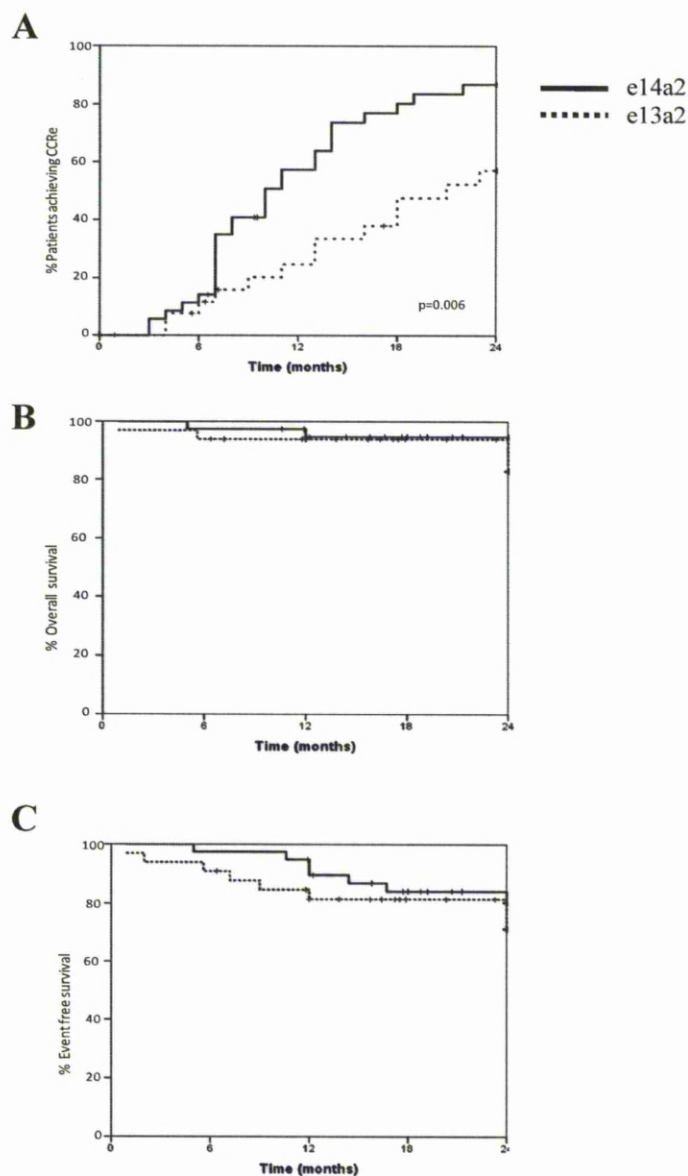 A
100
80
60
40
20
0
% Patients achieving CCRe
p=0.006
0 6 12 18 24
Time (months)
e14a2
e13a2
B
100
80
60
40
20
0
% Overall survival
0 6 12 18 24
Time (months)
C
100
80
60
40
20
0
% Event free survival
0 6 12 18 24
Time (months)